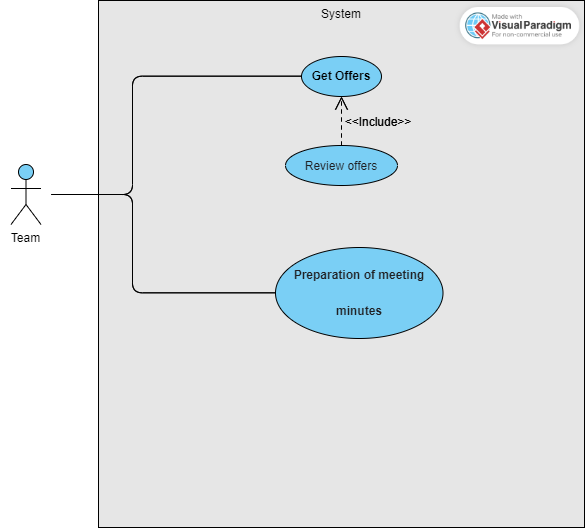 System
Made with
Visual Paradigm
For non-commercial use
Get Offers
<<Include>>
Review offers
Team
Preparation of meeting
minutes